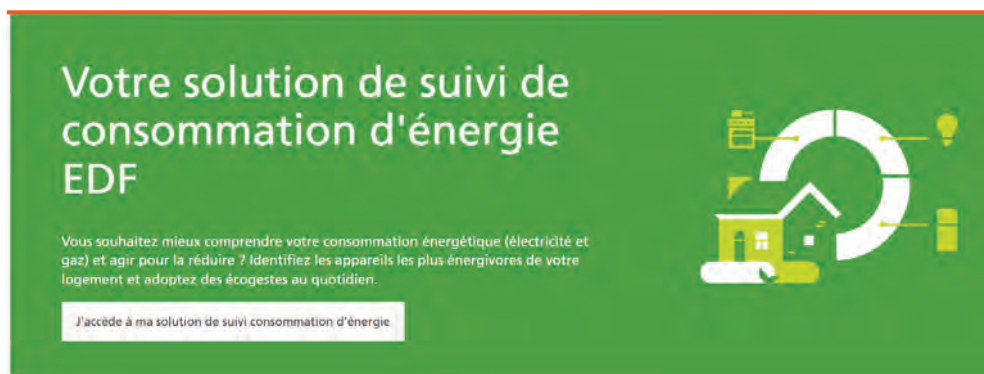 Votre solution de suivi de
consommation d'énergie
EDF
Vous souhaitez mieux comprendre votre consommation énergétique (électricité et
gaz) et agir pour la réduire ? Identifiez les appareils les plus énergivores de votre
logement et adoptez des écogestes au quotidien.
J'accède à ma solution de suivi consommation d'énergie